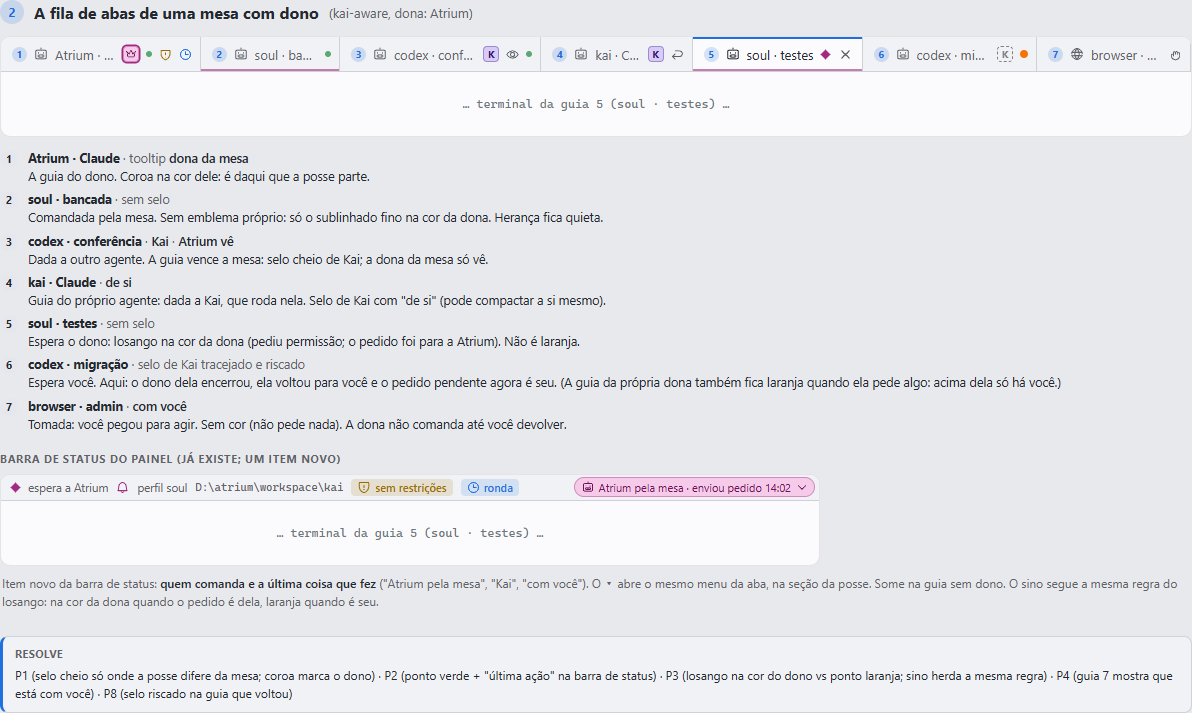 2 A fila de abas de uma mesa com dono (kai-aware, dona: Atrium)
1 Atrium · ... 2 soul · ba... 3 codex · conf... K 4 kai · C... K 5 soul · testes 6 codex · mi... K 7 browser · ...
… terminal da guia 5 (soul · testes) …
1 Atrium · Claude · tooltip dona da mesa
A guia do dono. Coroa na cor dele: é daqui que a posse parte.
2 soul · bancada · sem selo
Comandada pela mesa. Sem emblema próprio: só o sublinhado fino na cor da dona. Herança fica quieta.
3 codex · conferência · Kai · Atrium vê
Dada a outro agente. A guia vence a mesa: selo cheio de Kai; a dona da mesa só vê.
4 kai · Claude · de si
Guia do próprio agente: dada a Kai, que roda nela. Selo de Kai com "de si" (pode compactar a si mesmo).
5 soul · testes · sem selo
Espera o dono: losango na cor da dona (pediu permissão; o pedido foi para a Atrium). Não é laranja.
6 codex · migração · selo de Kai tracejado e riscado
Espera você. Aqui: o dono dela encerrou, ela voltou para você e o pedido pendente agora é seu. (A guia da própria dona também fica laranja quando ela pede algo: acima dela só há você.)
7 browser · admin · com você
Tomada: você pegou para agir. Sem cor (não pede nada). A dona não comanda até você devolver.
BARRA DE STATUS DO PAINEL (JÁ EXISTE; UM ITEM NOVO)
espera a Atrium perfil soul D:\atrium\workspace\kai sem restrições ronda Atrium pela mesa · enviou pedido 14:02
… terminal da guia 5 (soul · testes) …
Item novo da barra de status: quem comanda e a última coisa que fez ("Atrium pela mesa", "Kai", "com você"). O ▾ abre o mesmo menu da aba, na seção da posse. Some na guia sem dono. O sino segue a mesma regra do
losango: na cor da dona quando o pedido é dela, laranja quando é seu.
RESOLVE
P1 (selo cheio só onde a posse difere da mesa; coroa marca o dono) · P2 (ponto verde + "última ação" na barra de status) · P3 (losango na cor do dono vs ponto laranja; sino herda a mesma regra) · P4 (guia 7 mostra que
está com você) · P8 (selo riscado na guia que voltou)